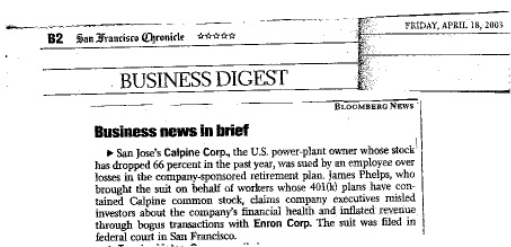 B2 San Francisco Chronicle ☆☆☆☆☆
FRIDAY, APRIL 18, 2003
BUSINESS DIGEST
BLOOMBERG NEWS
Business news in brief
▶ San Jose's Calpine Corp., the U.S. power-plant owner whose stock
has dropped 66 percent in the past year, was sued by an employee over
losses in the company-sponsored retirement plan. James Phelps, who
brought the suit on behalf of workers whose 401(k) plans have con-
tained Calpine common stock, claims company executives misled
investors about the company's financial health and inflated revenue
through bogus transactions with Enron Corp. The suit was filed in
federal court in San Francisco.